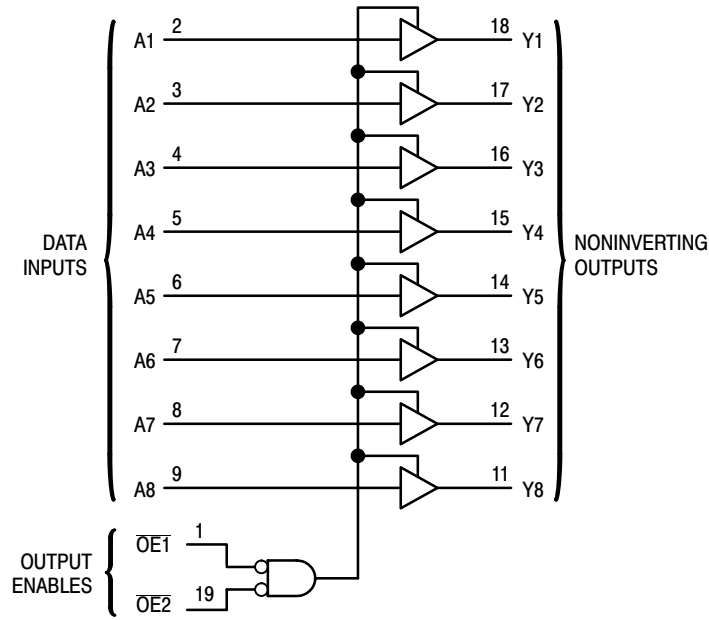 A1 2 18 Y1
A2 3 17 Y2
A3 4 16 Y3
A4 5 15 Y4
DATA
INPUTS
NONINVERTING
OUTPUTS
A5 6 14 Y5
A6 7 13 Y6
A7 8 12 Y7
A8 9 11 Y8
OUTPUT
ENABLES
OE1 1
OE2 19